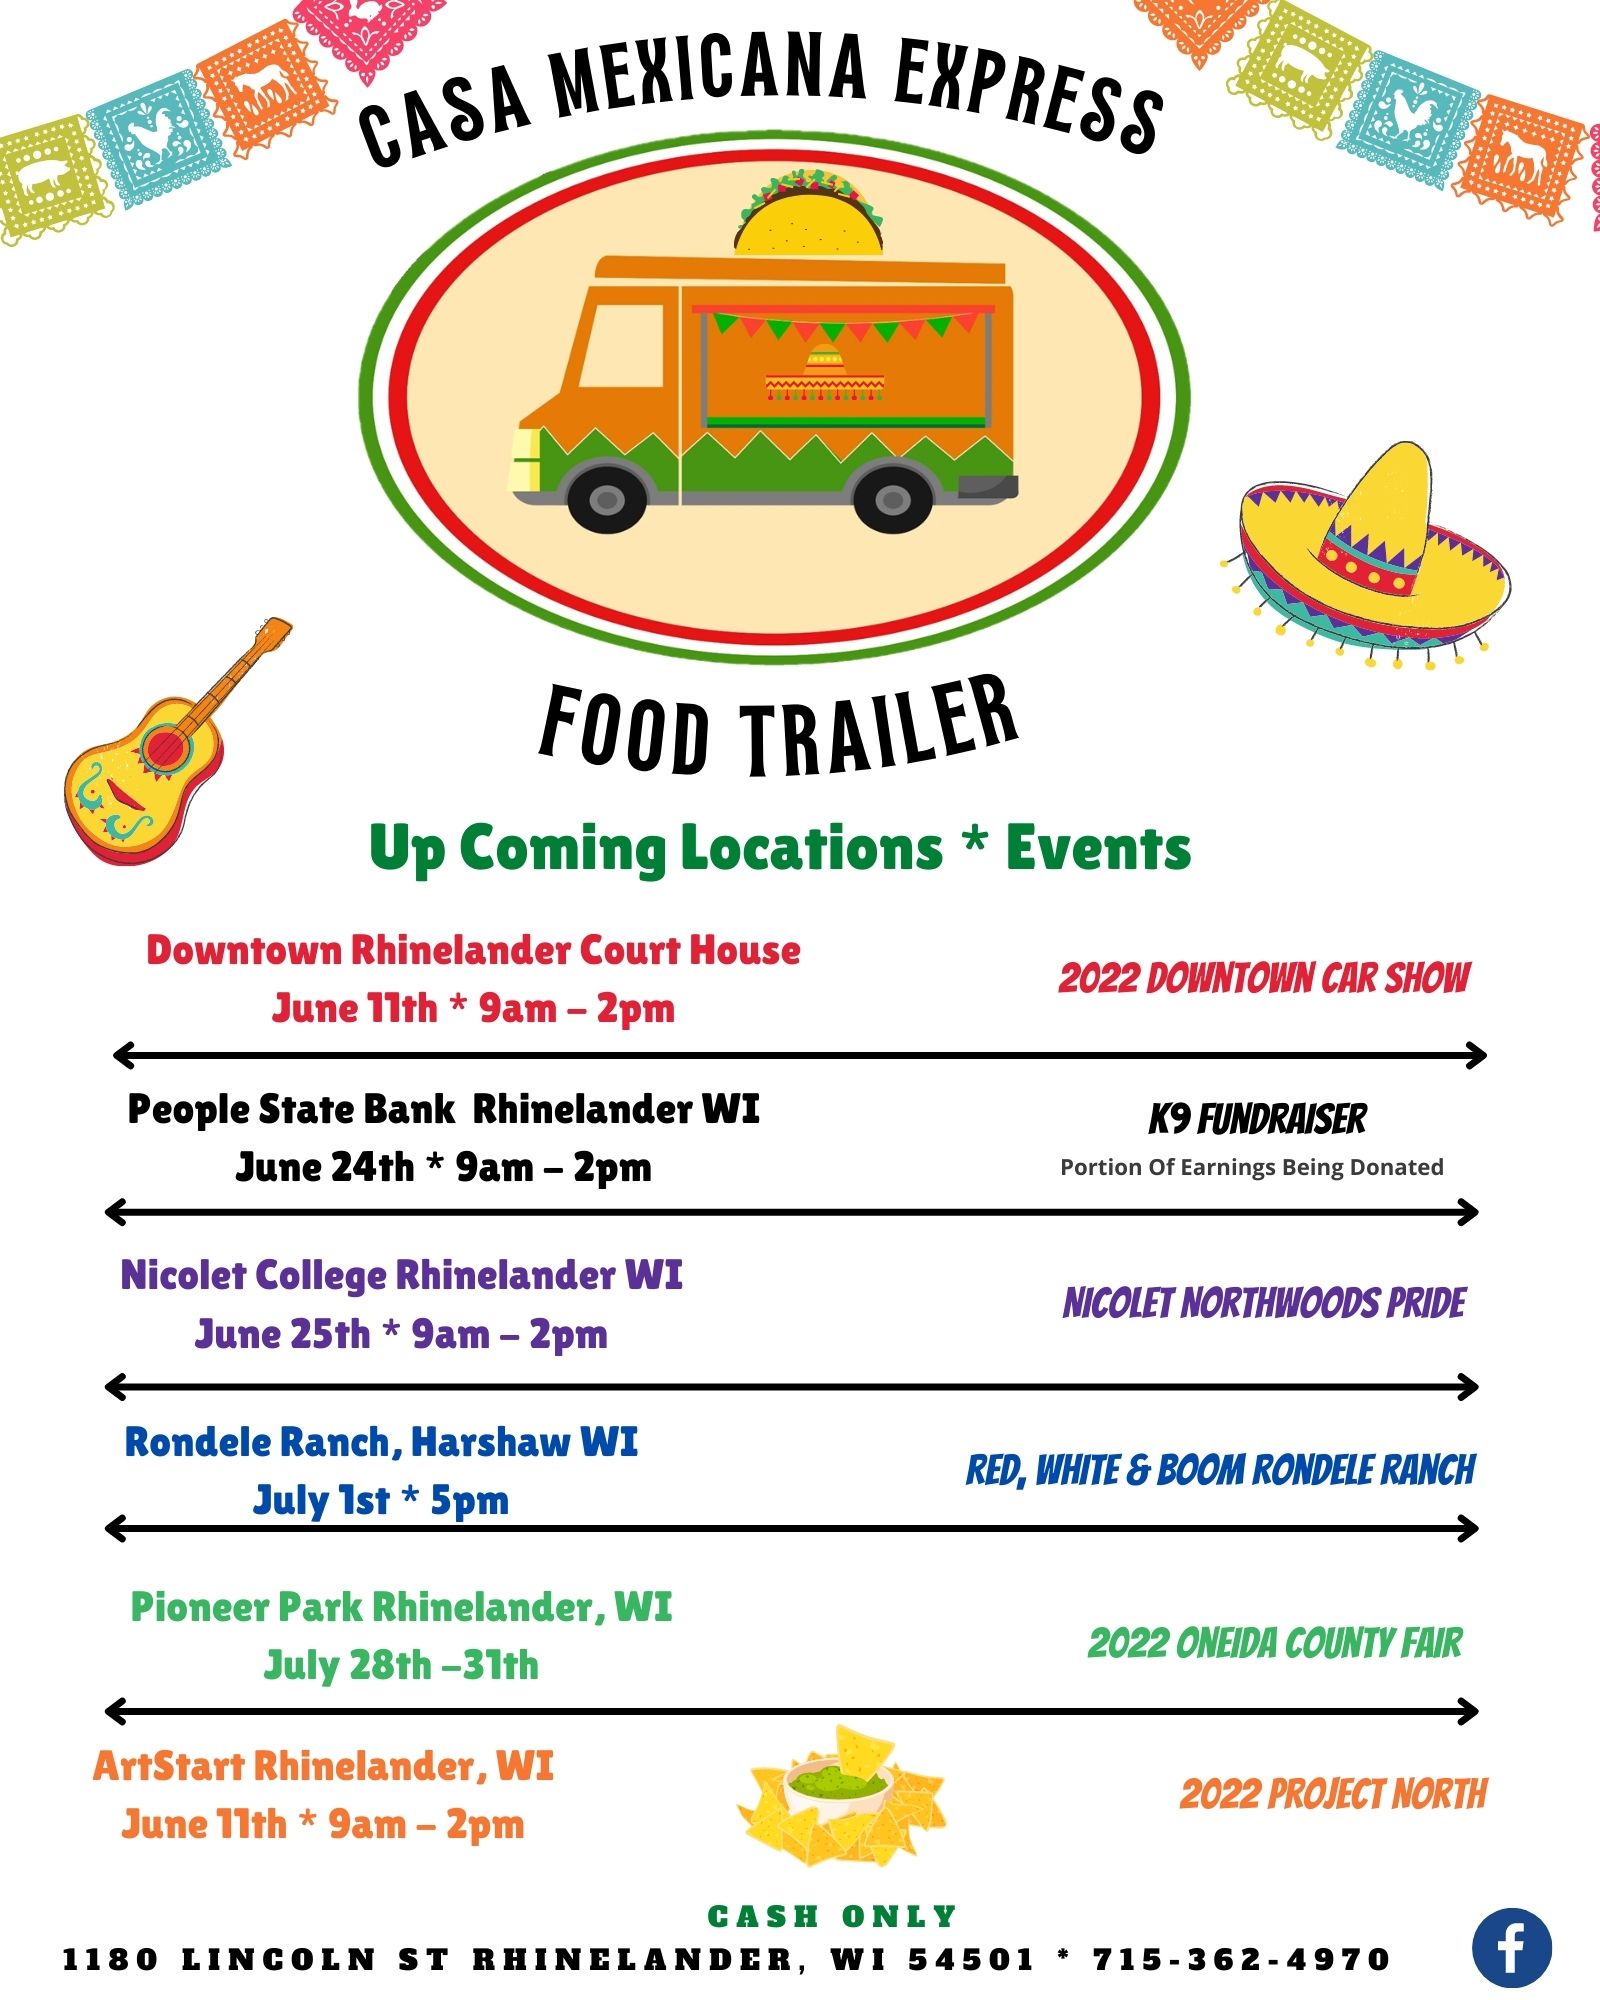 CASA MEXICANA EXPRESS
FOOD TRAILER
Up Coming Locations * Events
Downtown Rhinelander Court House
June 11th * 9am - 2pm
2022 DOWNTOWN CAR SHOW
People State Bank Rhinelander WI
June 24th * 9am - 2pm
K9 FUNDRAISER
Portion Of Earnings Being Donated
Nicolet College Rhinelander WI
June 25th * 9am - 2pm
NICOLET NORTHWOODS PRIDE
Rondele Ranch, Harshaw WI
July 1st * 5pm
RED, WHITE & BOOM RONDELE RANCH
Pioneer Park Rhinelander, WI
July 28th -31th
2022 ONEIDA COUNTY FAIR
ArtStart Rhinelander, WI
June 11th * 9am - 2pm
2022 PROJECT NORTH
CASH ONLY
1180 LINCOLN ST RHINELANDER, WI 54501 * 715-362-4970